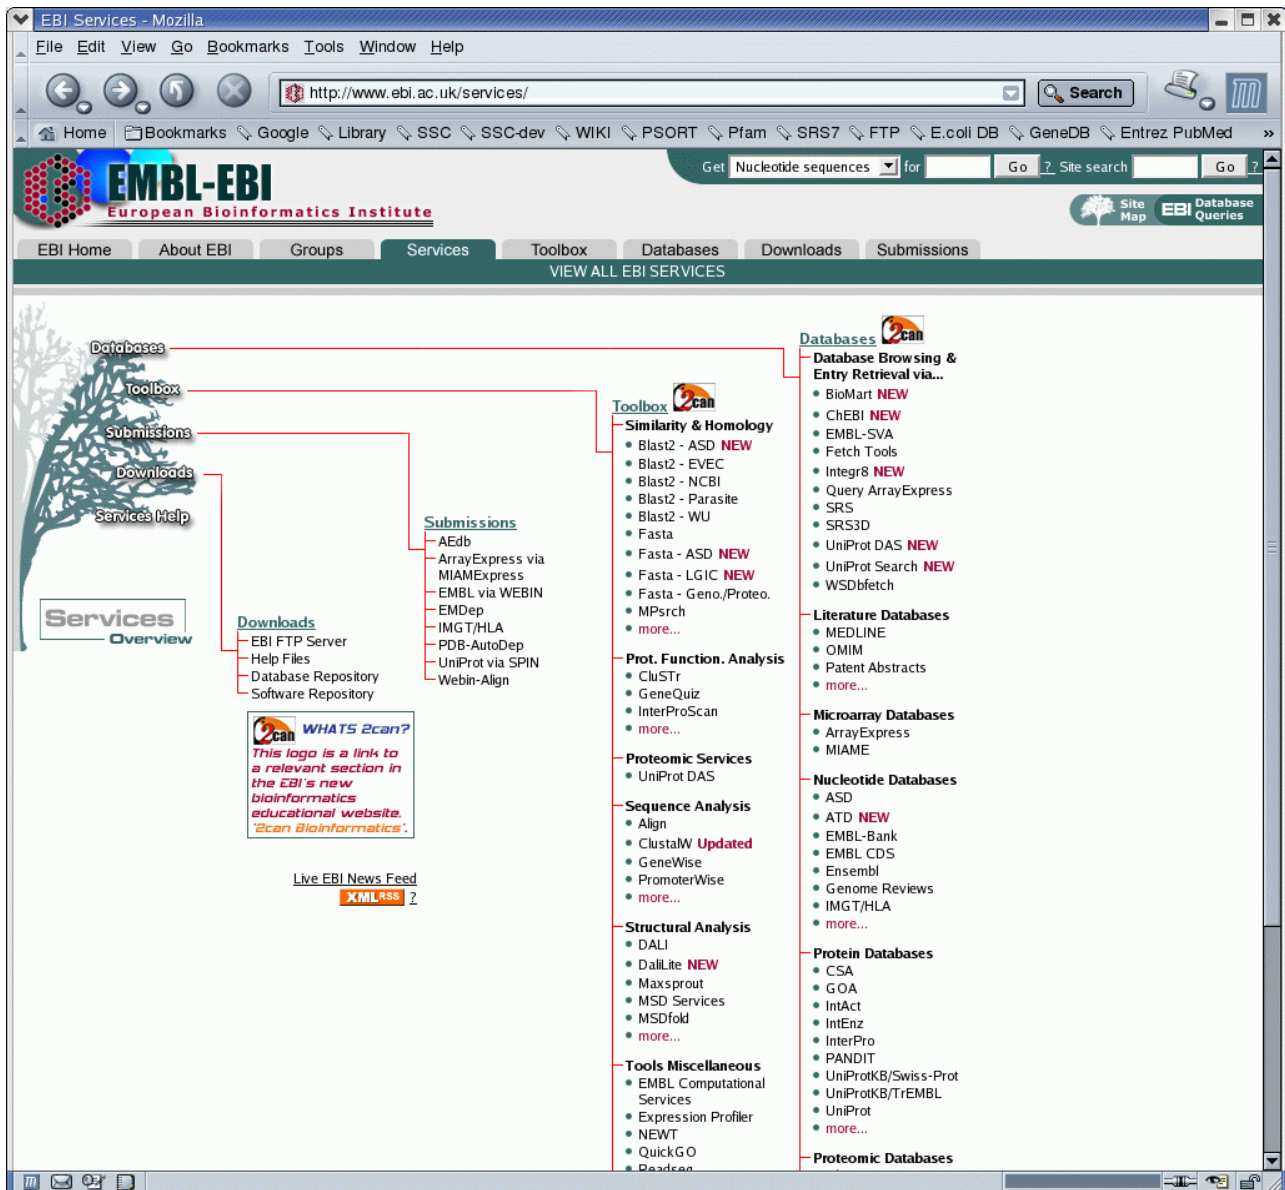 EBI Services - Mozilla
File Edit View Go Bookmarks Tools Window Help
http://www.ebi.ac.uk/services/
Search
Home Bookmarks Google Library SSC SSC-dev WIKI PSORT Pfam SRS7 FTP E.coli DB GeneDB Entrez PubMed »
EMBL-EBI
European Bioinformatics Institute
Get Nucleotide sequences for Go ? Site search Go ?
Site Map
EBI Database Queries
EBI Home About EBI Groups Services Toolbox Databases Downloads Submissions
VIEW ALL EBI SERVICES
Databases
Toolbox
Submissions
Downloads
Services Help
Services
Overview
Downloads
EBI FTP Server
Help Files
Database Repository
Software Repository
2can WHATS 2can?
This logo is a link to
a relevant section in
the EBI's new
bioinformatics
educational website.
'2can Bioinformatics'.
Live EBI News Feed
XML RSS ?
Submissions
AEdb
ArrayExpress via
MIAMExpress
EMBL via WEBIN
EMDep
IMGT/HLA
PDB-AutoDep
UniProt via SPIN
Webin-Align
Toolbox 2can
Similarity & Homology
Blast2 - ASD NEW
Blast2 - EVEC
Blast2 - NCBI
Blast2 - Parasite
Blast2 - WU
Fasta
Fasta - ASD NEW
Fasta - LGIC NEW
Fasta - Geno./Proteo.
MPsrch
more...
Prot. Function. Analysis
CluSTr
GeneQuiz
InterProScan
more...
Proteomic Services
UniProt DAS
Sequence Analysis
Align
ClustalW Updated
GeneWise
PromoterWise
more...
Structural Analysis
DALI
DaliLite NEW
Maxsprout
MSD Services
MSDfold
more...
Tools Miscellaneous
EMBL Computational
Services
Expression Profiler
NEWT
QuickGO
Readseq
Databases 2can
Database Browsing &
Entry Retrieval via...
BioMart NEW
ChEBI NEW
EMBL-SVA
Fetch Tools
Integr8 NEW
Query ArrayExpress
SRS
SRS3D
UniProt DAS NEW
UniProt Search NEW
WSDbfetch
Literature Databases
MEDLINE
OMIM
Patent Abstracts
more...
Microarray Databases
ArrayExpress
MIAME
Nucleotide Databases
ASD
ATD NEW
EMBL-Bank
EMBL CDS
Ensembl
Genome Reviews
IMGT/HLA
more...
Protein Databases
CSA
GOA
IntAct
IntEnz
InterPro
PANDIT
UniProtKB/Swiss-Prot
UniProtKB/TrEMBL
UniProt
more...
Proteomic Databases